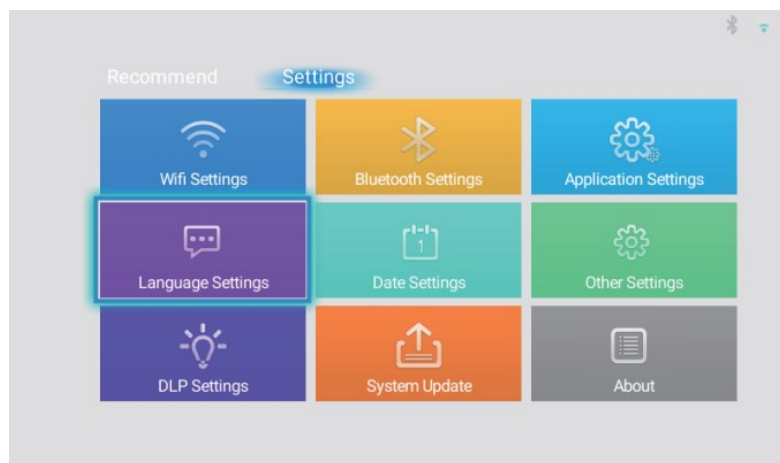 Recommend Settings
Wifi Settings Bluetooth Settings Application Settings
1
Language Settings Date Settings Other Settings
DLP Settings System Update About